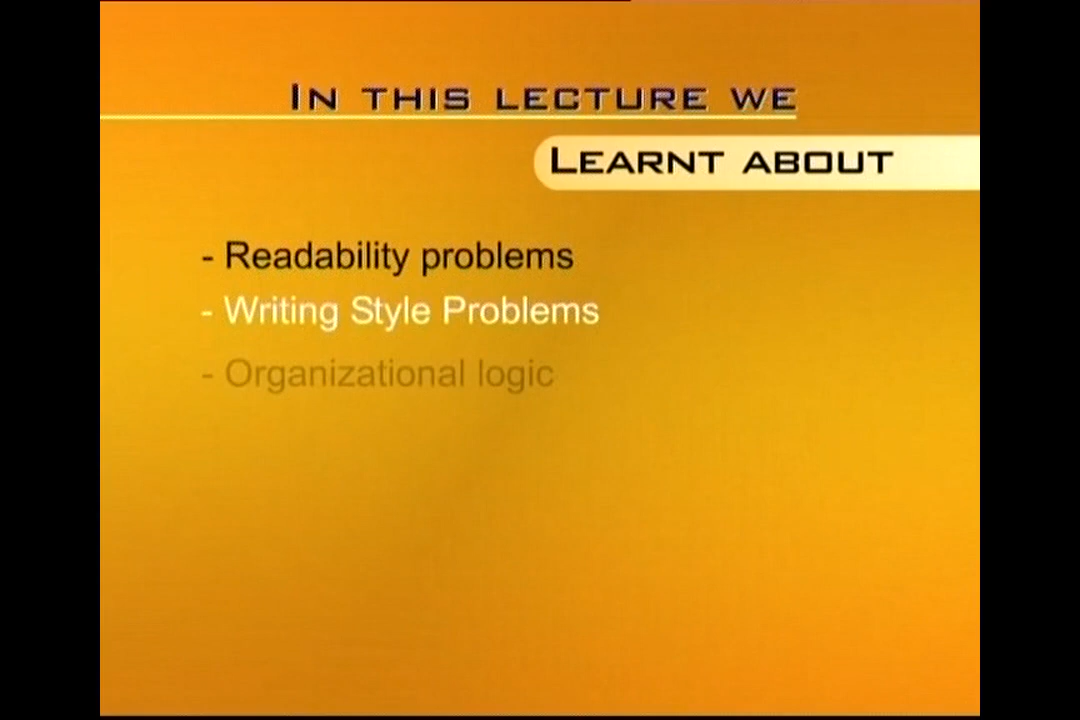 In this lecture we
Learnt about
- Readability problems
- Writing Style Problems
- Organizational logic